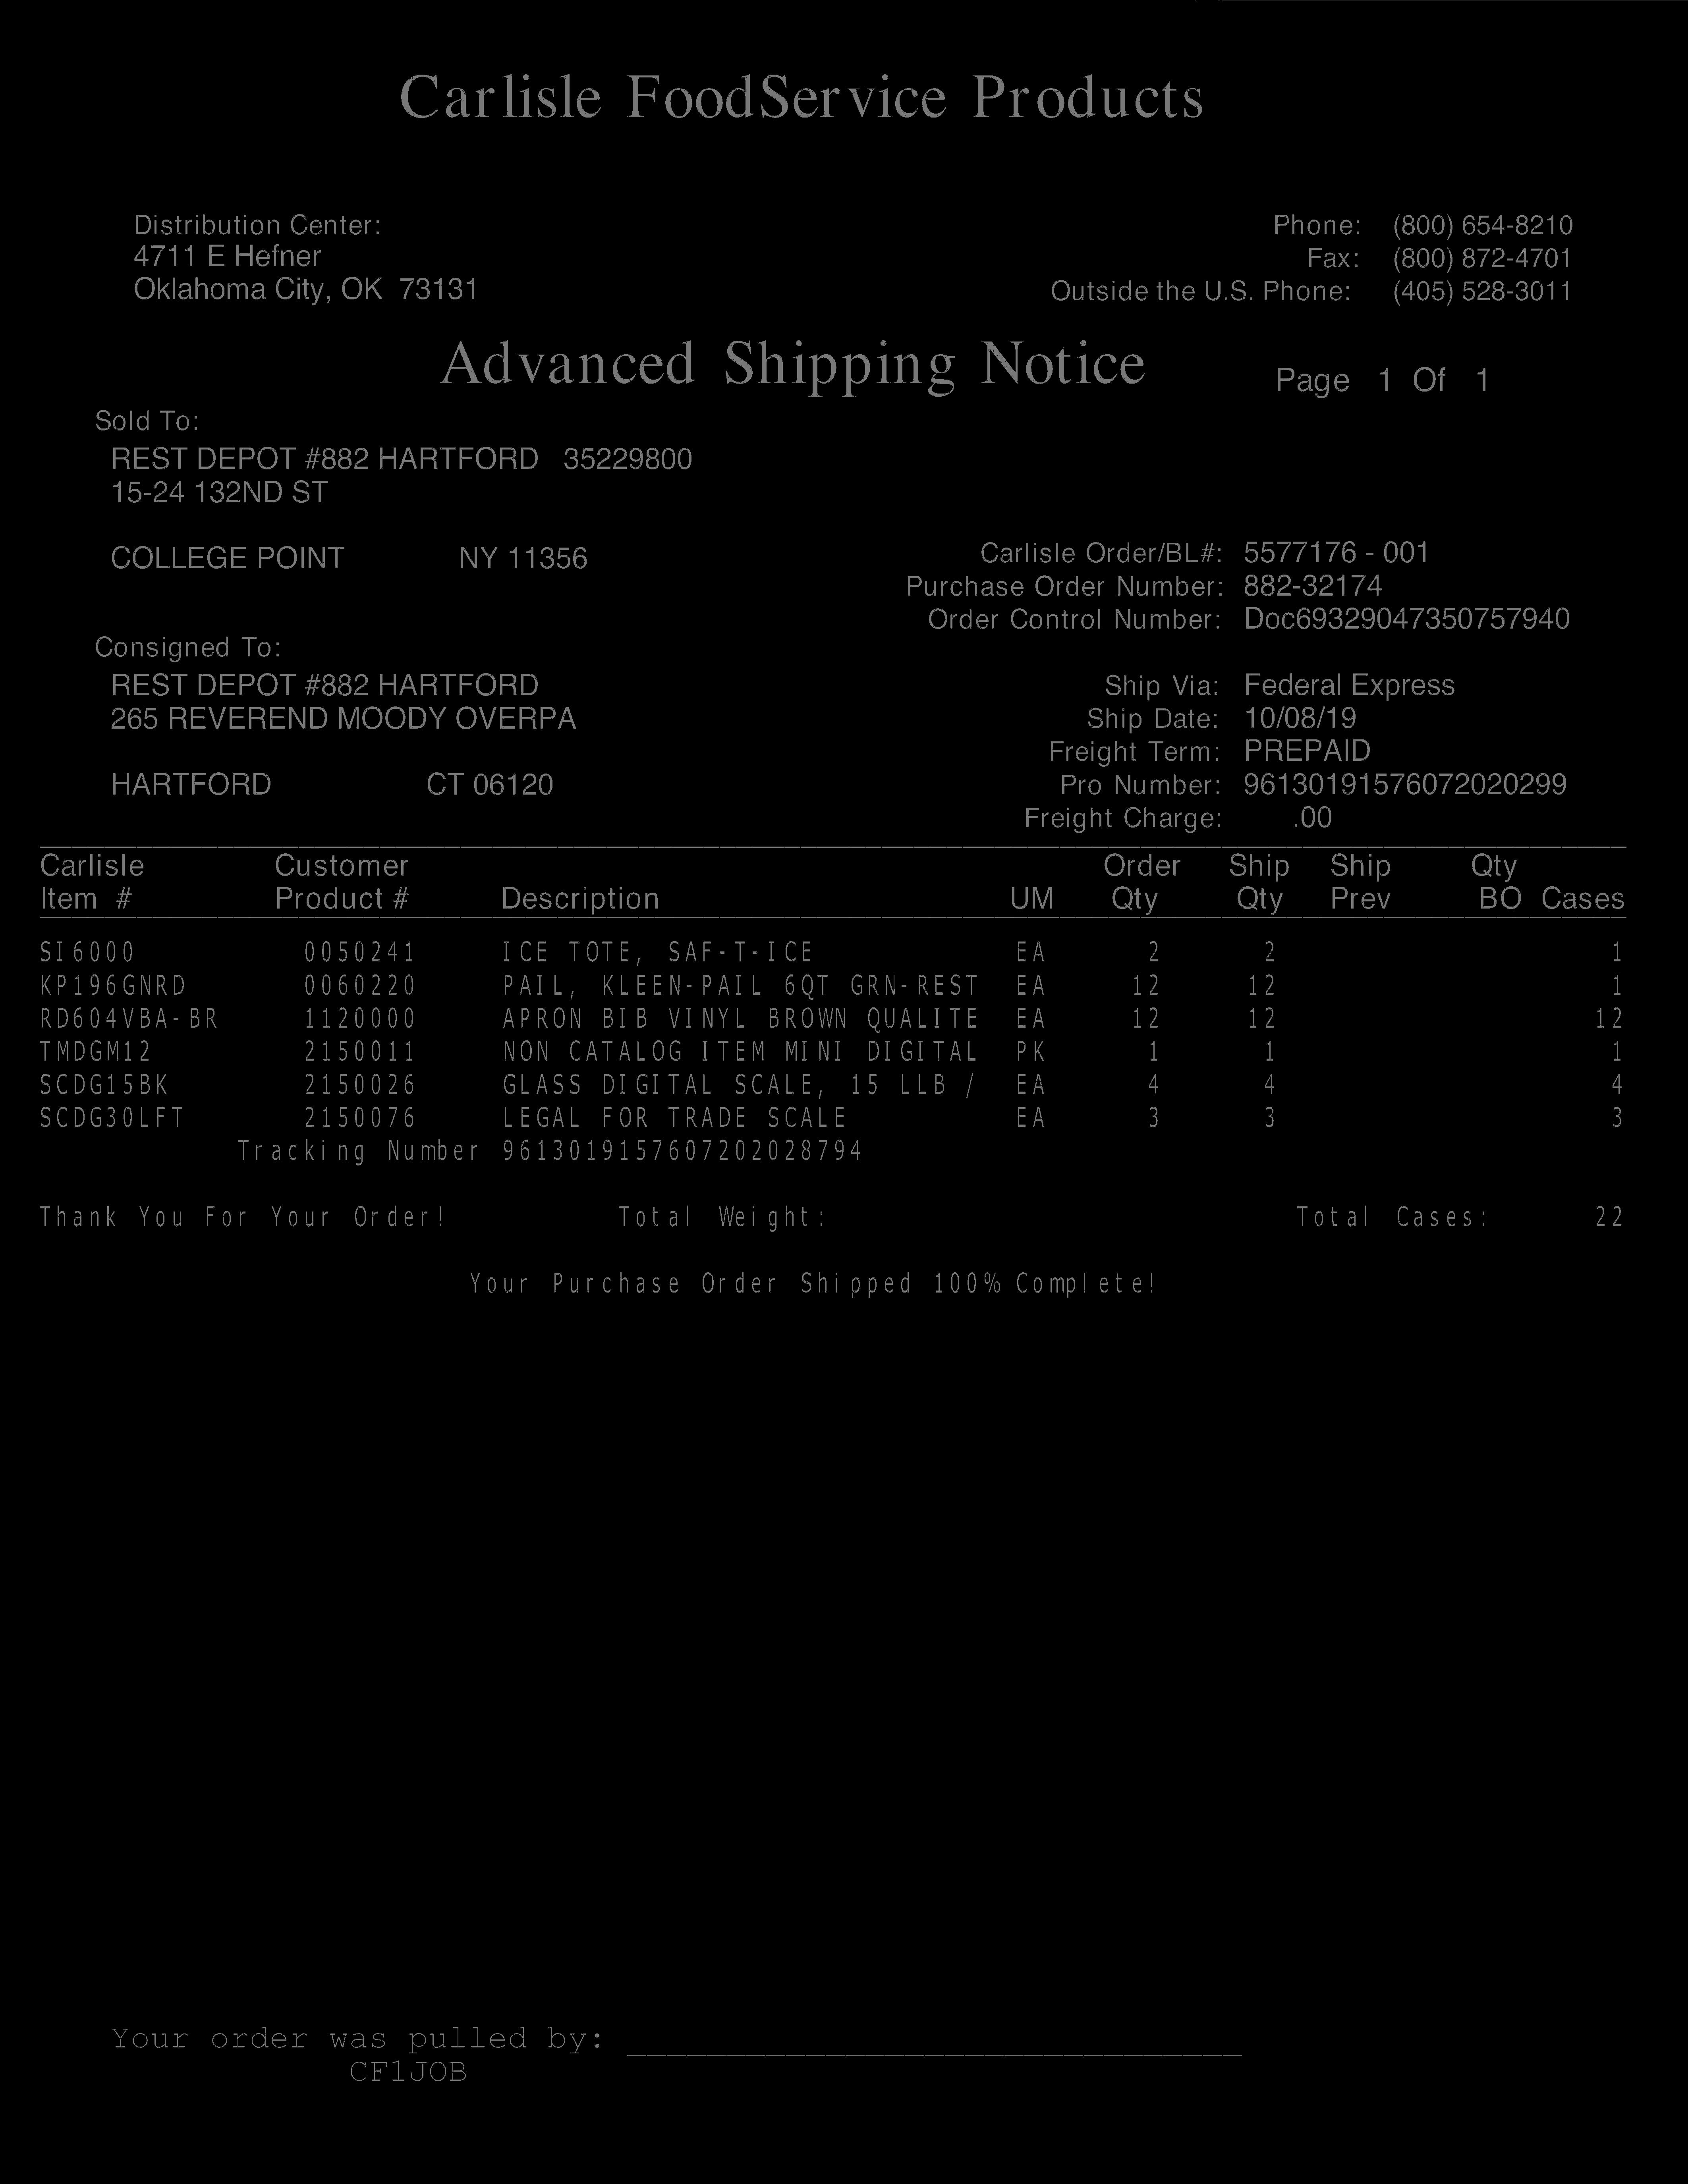 Carlisle FoodService Products
Distribution Center:
4711 E Hefner
Oklahoma City, OK 73131
Phone: (800) 654-8210
Fax: (800) 872-4701
Outside the U.S. Phone: (405) 528-3011
Advanced Shipping Notice Page 1 Of 1
Sold To:
REST DEPOT #882 HARTFORD 35229800
15-24 132ND ST
COLLEGE POINT NY 11356
Carlisle Order/BL#: 5577176 - 001
Purchase Order Number: 882-32174
Order Control Number: Doc69329047350757940
Consigned To:
REST DEPOT #882 HARTFORD
265 REVEREND MOODY OVERPA
HARTFORD CT 06120
Ship Via: Federal Express
Ship Date: 10/08/19
Freight Term: PREPAID
Pro Number: 96130191576072020299
Freight Charge: .00
Carlisle Customer Order Ship Ship Qty
Item # Product # Description UM Qty Qty Prev BO Cases
SI6000 0050241 ICE TOTE, SAF-T-ICE EA 2 2 1
KP196GNRD 0060220 PAIL, KLEEN-PAIL 6QT GRN-REST EA 12 12 1
RD604VBA-BR 1120000 APRON BIB VINYL BROWN QUALITE EA 12 12 12
TMDGM12 2150011 NON CATALOG ITEM MINI DIGITAL PK 1 1 1
SCDG15BK 2150026 GLASS DIGITAL SCALE, 15 LLB / EA 4 4 4
SCDG30LFT 2150076 LEGAL FOR TRADE SCALE EA 3 3 3
Tracking Number 9613019157607202028794
Thank You For Your Order! Total Weight: Total Cases: 22
Your Purchase Order Shipped 100% Complete!
Your order was pulled by:
CF1JOB